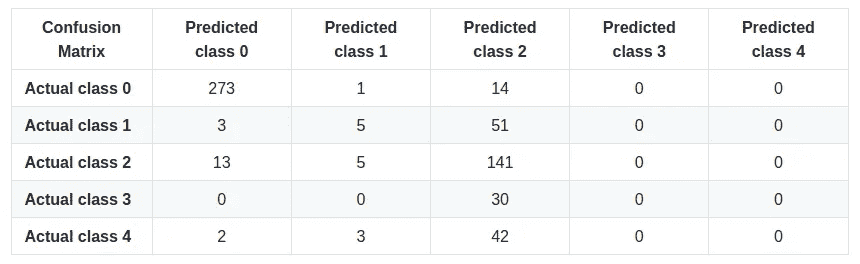 Confusion Matrix Predicted class 0 Predicted class 1 Predicted class 2 Predicted class 3 Predicted class 4
Actual class 0 273 1 14 0 0
Actual class 1 3 5 51 0 0
Actual class 2 13 5 141 0 0
Actual class 3 0 0 30 0 0
Actual class 4 2 3 42 0 0